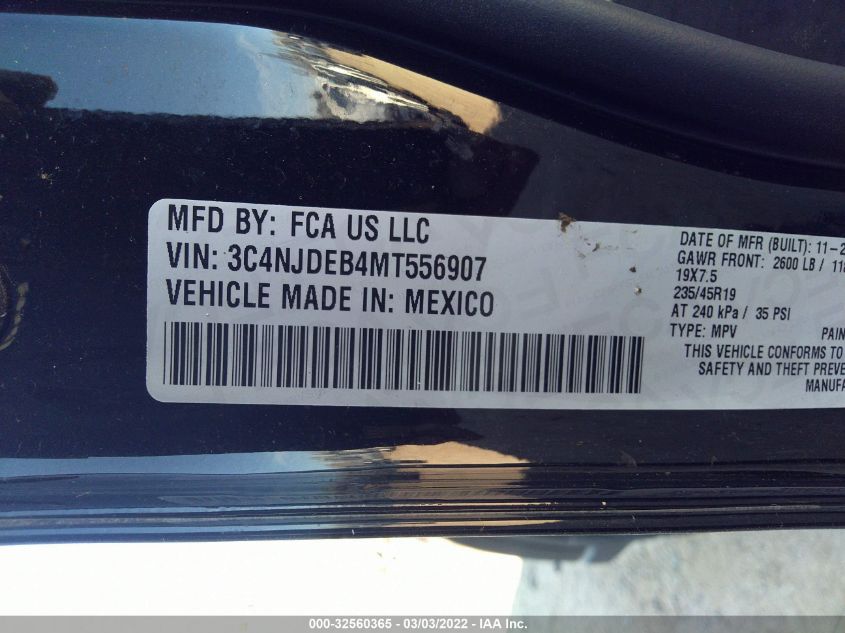 MFD BY: FCA US LLC
VIN: 3C4NJDEB4MT556907
VEHICLE MADE IN: MEXICO
DATE OF MFR (BUILT): 11-2
GAWR FRONT: 2600 LB / 118
19X7.5
235/45R19
AT 240 kPa / 35 PSI
TYPE: MPV PAIN
THIS VEHICLE CONFORMS TO
SAFETY AND THEFT PREVE
MANUFA
000-32560365 - 03/03/2022 - IAA Inc.